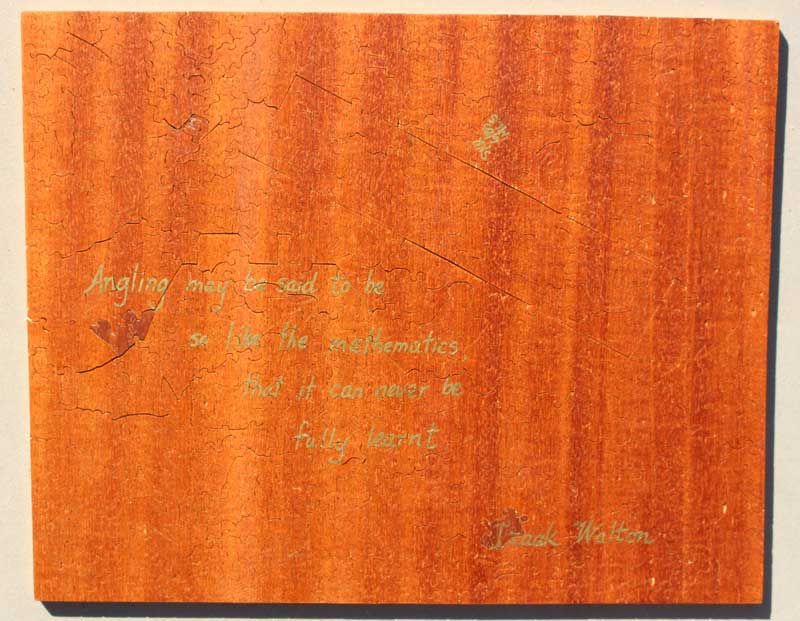 Angling may be said to be
so like the mathematics,
that it can never be
fully learnt
Izaak Walton